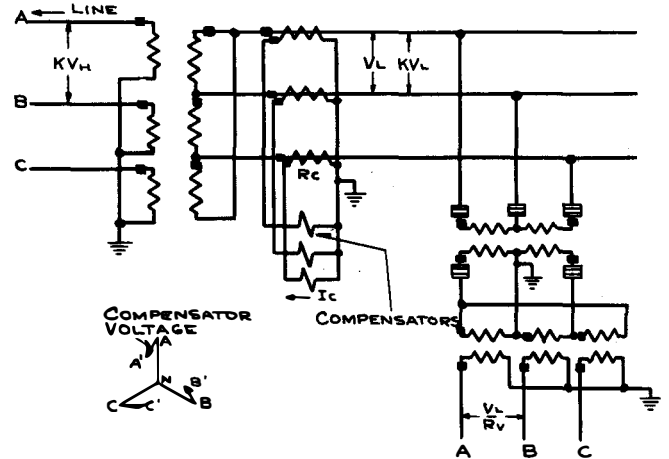 A ← LINE
KVH
B
C
VL
KVL
RC
IC
COMPENSATORS
COMPENSATOR
VOLTAGE
A
A'
N
B'
B
C
C'
VL
RV
A B C